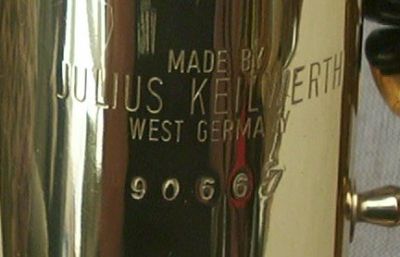 MADE BY
JULIUS KEILWERTH
WEST GERMANY
90667